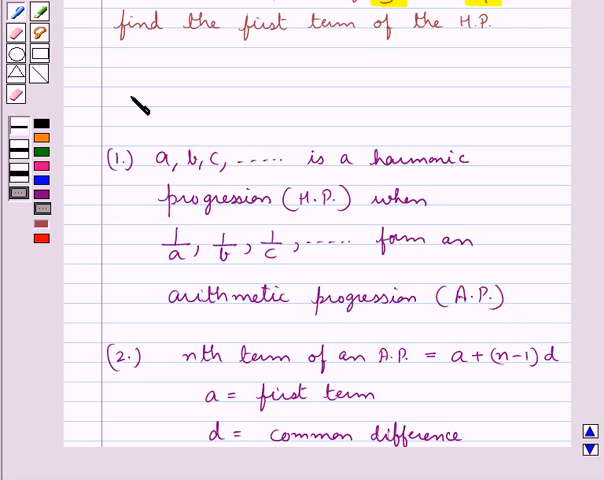 find the first term of the H.P.
(1.) a, b, c, ------ is a harmonic
progression (H.P.) when
1/a, 1/b, 1/c, ------ form an
arithmetic progression (A.P.)
(2.) nth term of an A.P. = a + (n-1) d
a = first term
d = common difference